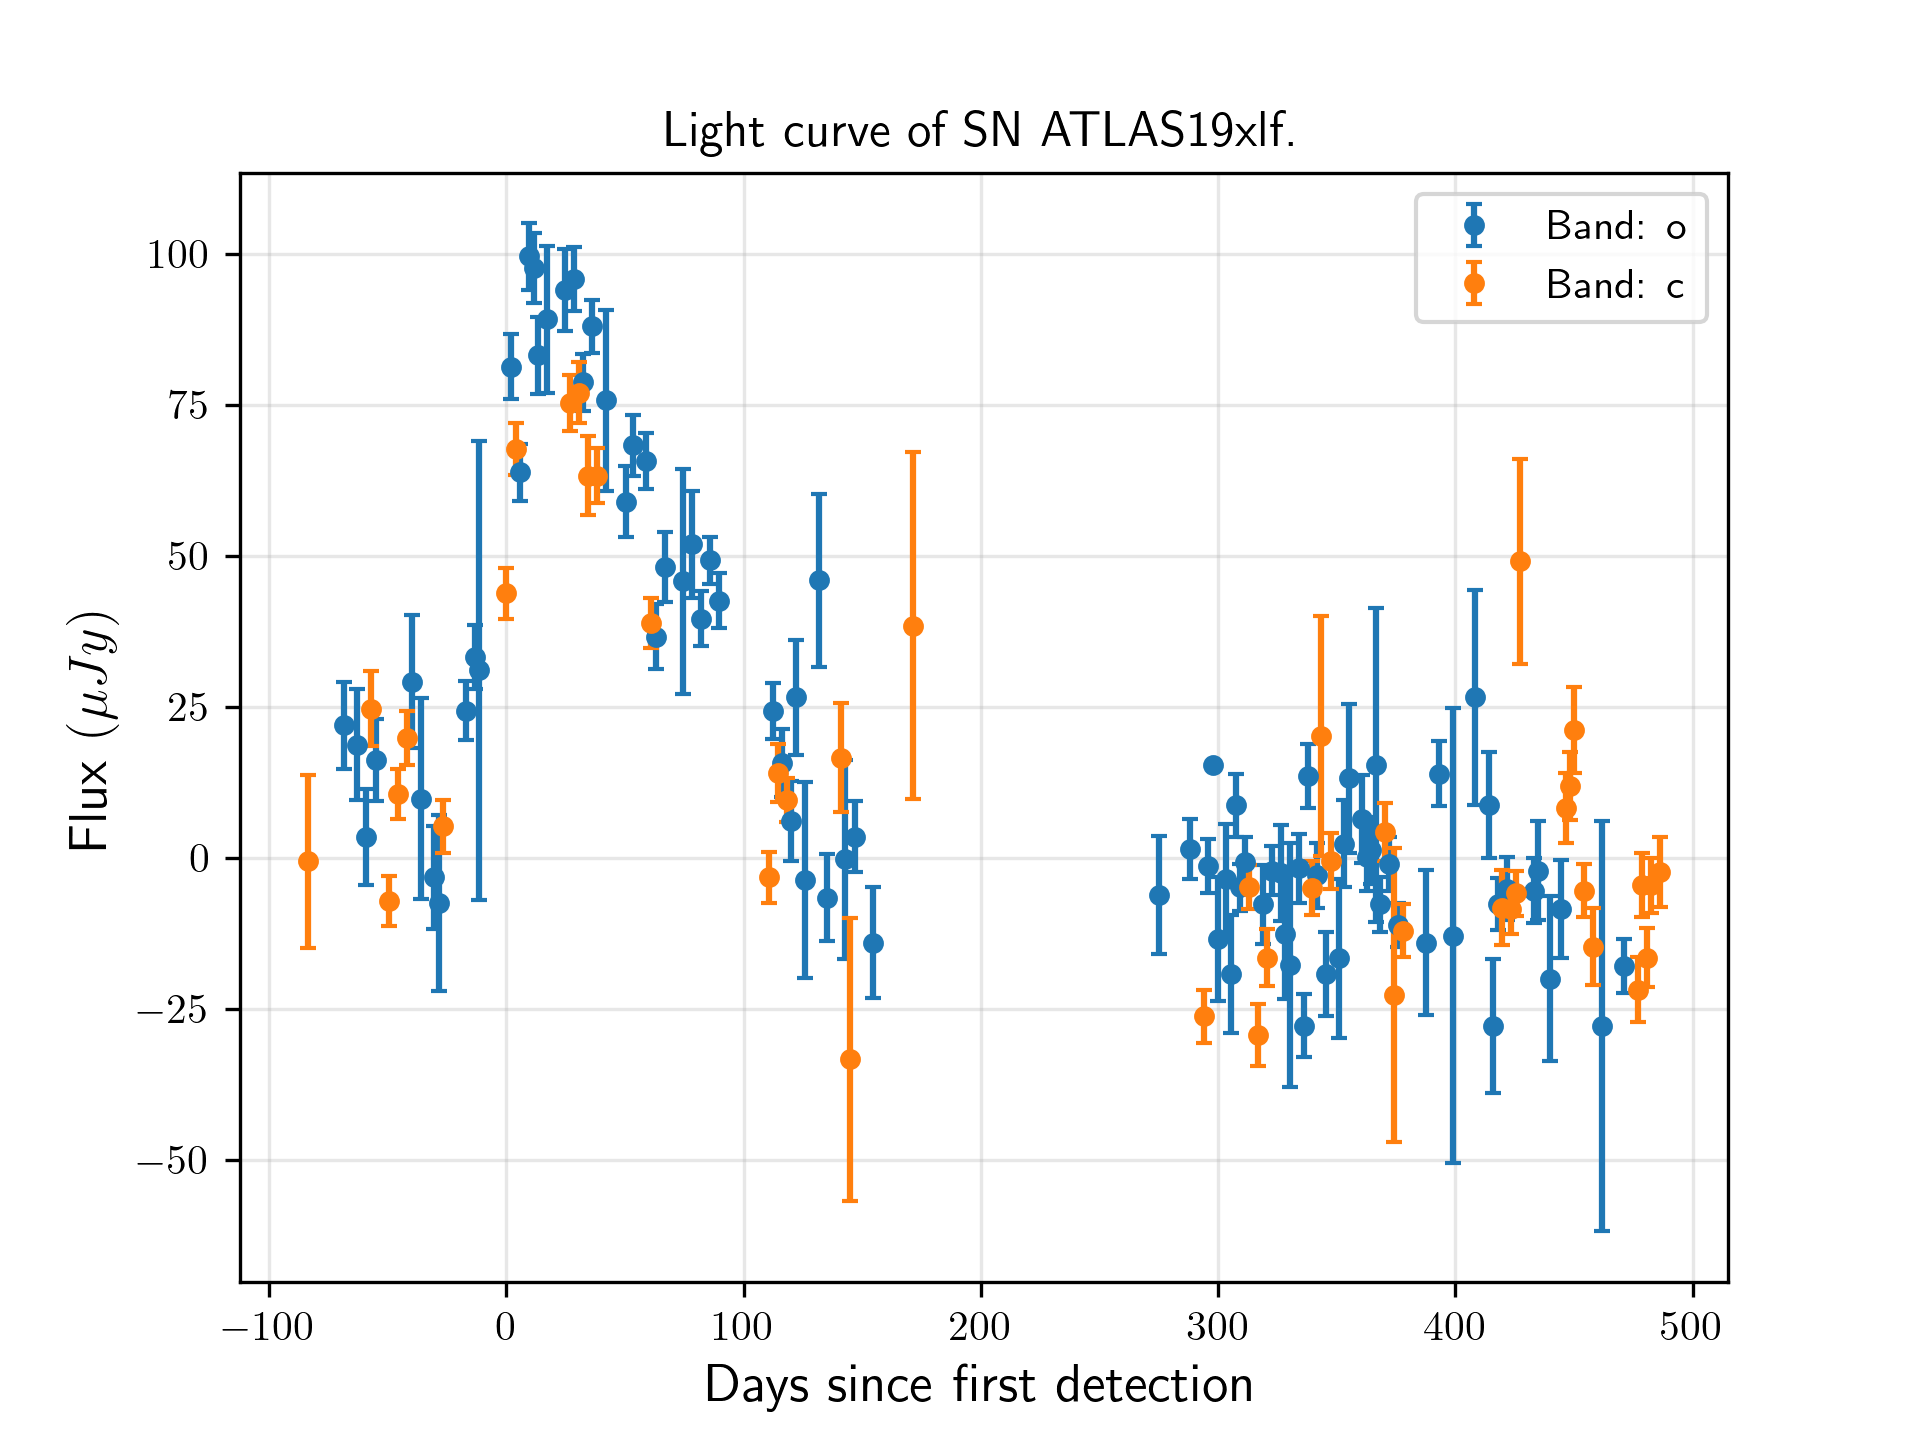 Light curve of SN ATLAS19xlf.
Band: o
Band: c
100
75
50
25
0
−25
−50
Flux (μJy)
−100 0 100 200 300 400 500
Days since first detection